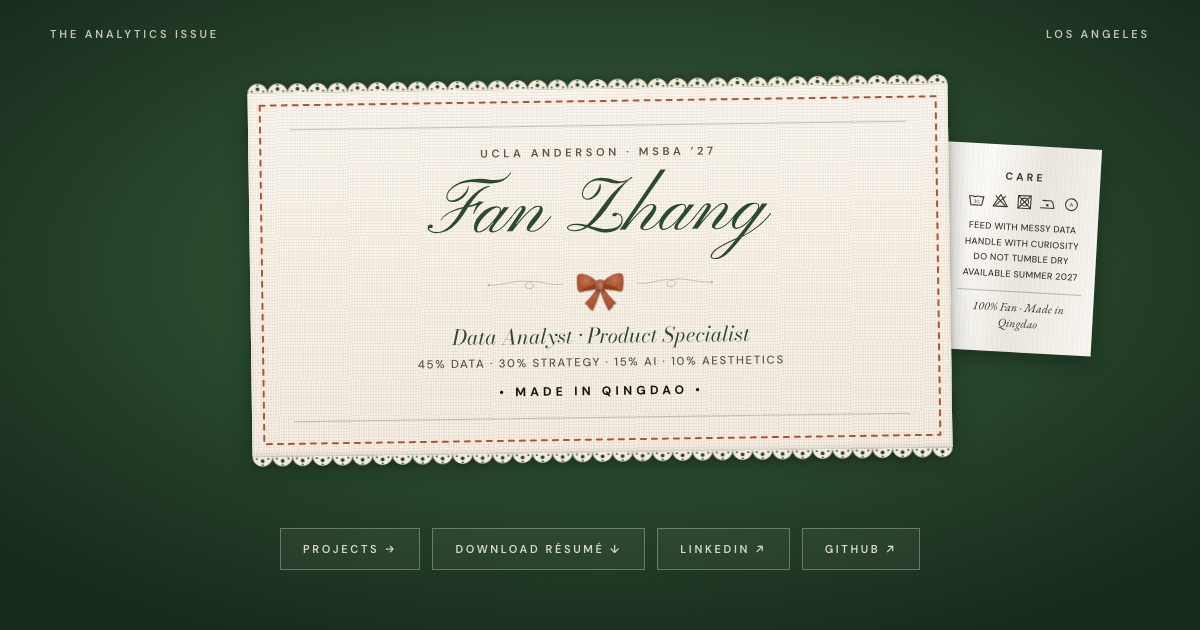 THE ANALYTICS ISSUE
LOS ANGELES
UCLA ANDERSON · MSBA '27
Fan Zhang
Data Analyst · Product Specialist
45% DATA · 30% STRATEGY · 15% AI · 10% AESTHETICS
• MADE IN QINGDAO •
CARE
30
A
FEED WITH MESSY DATA
HANDLE WITH CURIOSITY
DO NOT TUMBLE DRY
AVAILABLE SUMMER 2027
100% Fan · Made in
Qingdao
PROJECTS →
DOWNLOAD RÉSUMÉ ↓
LINKEDIN ↗
GITHUB ↗